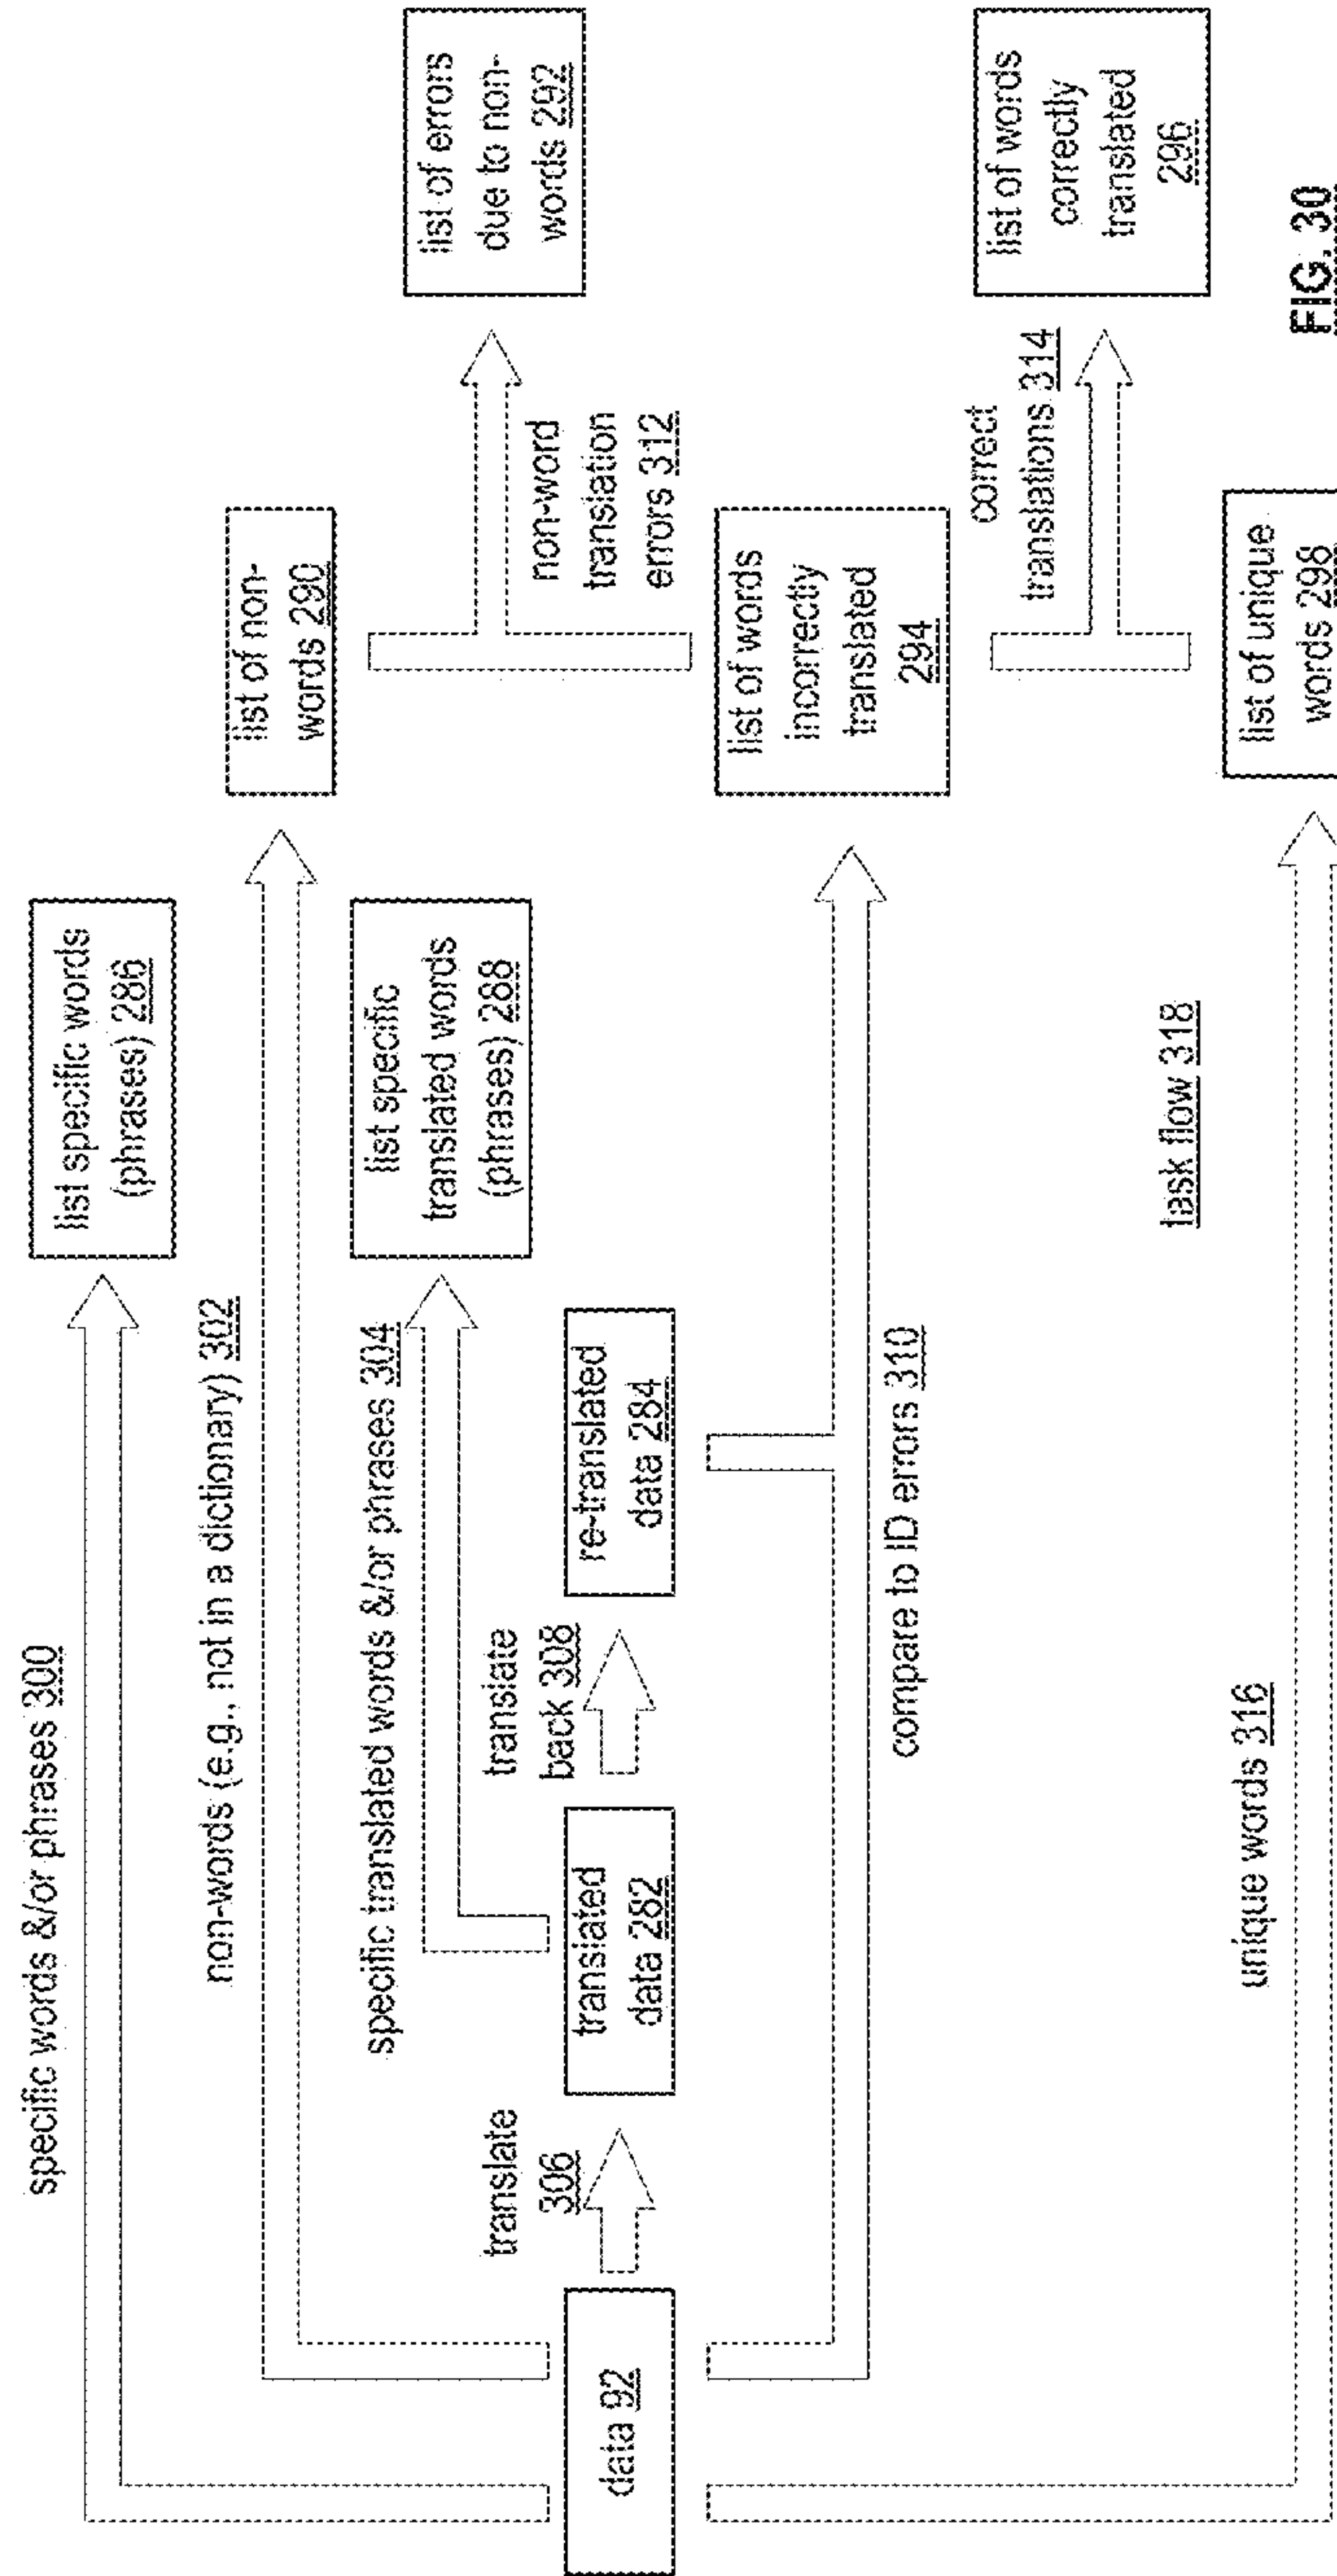 specific words &/or phrases 300
list specific words
(phrases) 286
non-words (e.g., not in a dictionary) 302
list of non-
words 290
specific translated words &/or phrases 304
list specific
translated words
(phrases) 288
list of errors
due to non-
words 292
non-word
translation
errors 312
translate
306
translate
back 308
data 92
translated
data 282
re-translated
data 284
compare to ID errors 310
list of words
incorrectly
translated
294
correct
translations 314
list of words
correctly
translated
296
task flow 318
unique words 316
list of unique
words 298
FIG. 30